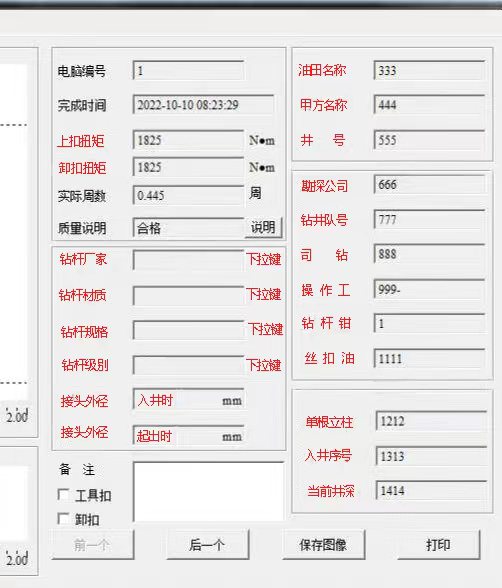 电脑编号 1
完成时间 2022-10-10 08:23:29
上扣扭矩 1825 N●m
卸扣扭矩 1825 N●m
实际周数 0.445 周
质量说明 合格 说明
钻杆厂家 下拉键
钻杆材质 下拉键
钻杆规格 下拉键
钻杆级别 下拉键
接头外径 入井时 mm
接头外径 起出时 mm
备 注
工具扣
卸扣
油田名称 333
甲方名称 444
井 号 555
勘探公司 666
钻井队号 777
司 钻 888
操 作 工 999-
钻 杆 钳 1
丝 扣 油 1111
单根立柱 1212
入井序号 1313
当前井深 1414
2.00
2.00
前一个 后一个 保存图像 打印